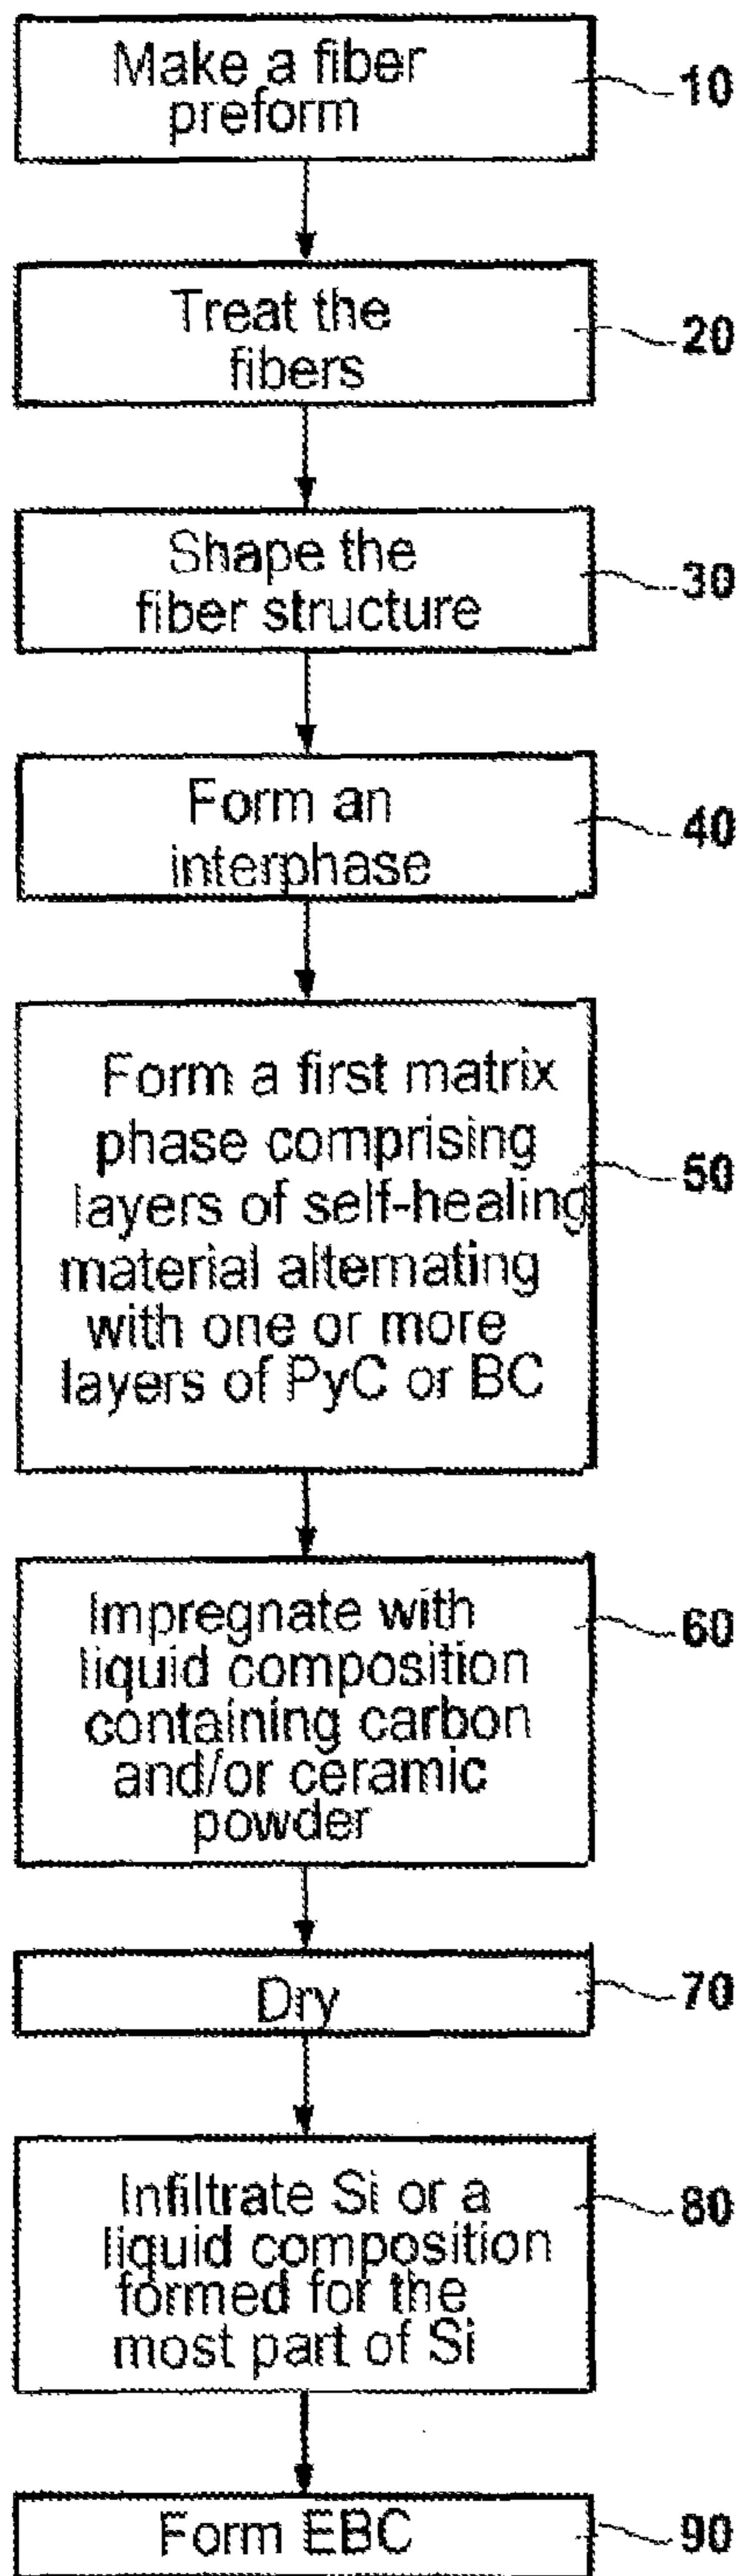 Make a fiber
preform
10
Treat the
fibers
20
Shape the
fiber structure
30
Form an
interphase
40
Form a first matrix
phase comprising
layers of self-healing
material alternating
with one or more
layers of PyC or BC
50
Impregnate with
liquid composition
containing carbon
and/or ceramic
powder
60
Dry
70
Infiltrate Si or a
liquid composition
formed for the
most part of Si
80
Form EBC
90